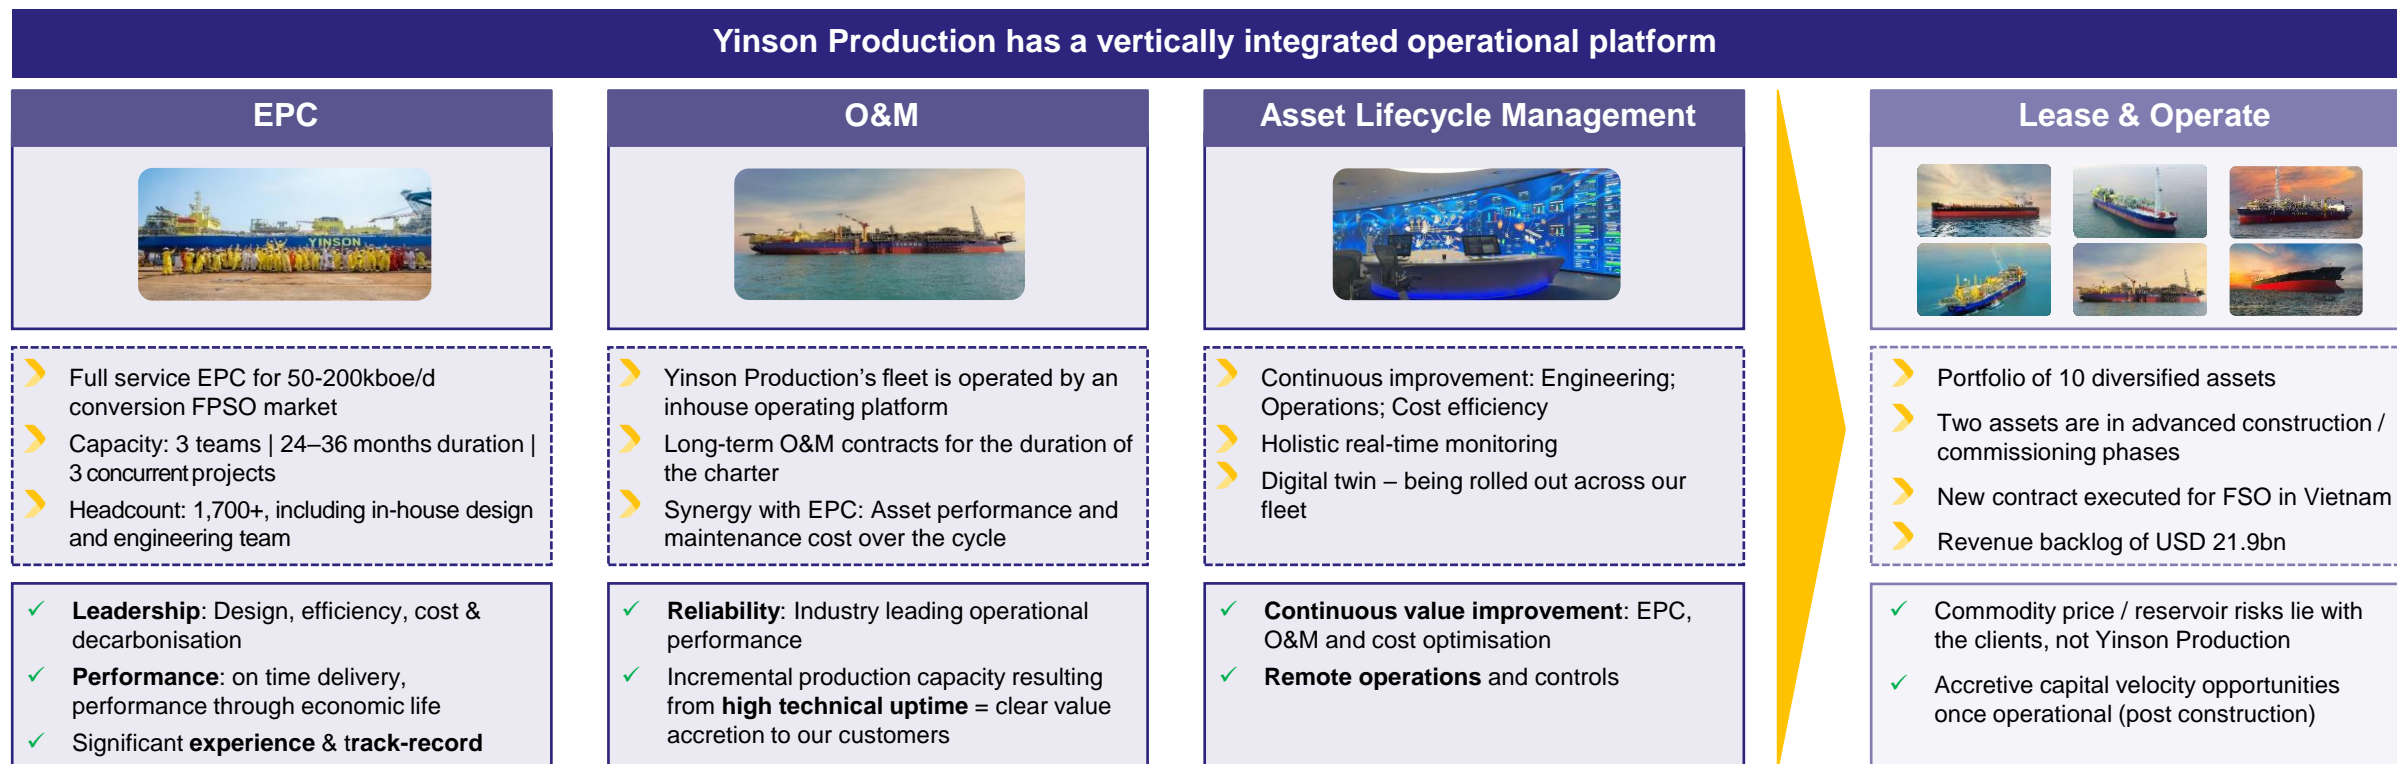 Yinson Production has a vertically integrated operational platform
EPC
YINSON
Full service EPC for 50-200kboe/d
conversion FPSO market
Capacity: 3 teams | 24–36 months duration |
3 concurrent projects
Headcount: 1,700+, including in-house design
and engineering team
Leadership: Design, efficiency, cost &
decarbonisation
Performance: on time delivery,
performance through economic life
Significant experience & track-record
O&M
Yinson Production’s fleet is operated by an
inhouse operating platform
Long-term O&M contracts for the duration of
the charter
Synergy with EPC: Asset performance and
maintenance cost over the cycle
Reliability: Industry leading operational
performance
Incremental production capacity resulting
from high technical uptime = clear value
accretion to our customers
Asset Lifecycle Management
Continuous improvement: Engineering;
Operations; Cost efficiency
Holistic real-time monitoring
Digital twin – being rolled out across our
fleet
Continuous value improvement: EPC,
O&M and cost optimisation
Remote operations and controls
Lease & Operate
Portfolio of 10 diversified assets
Two assets are in advanced construction /
commissioning phases
New contract executed for FSO in Vietnam
Revenue backlog of USD 21.9bn
Commodity price / reservoir risks lie with
the clients, not Yinson Production
Accretive capital velocity opportunities
once operational (post construction)